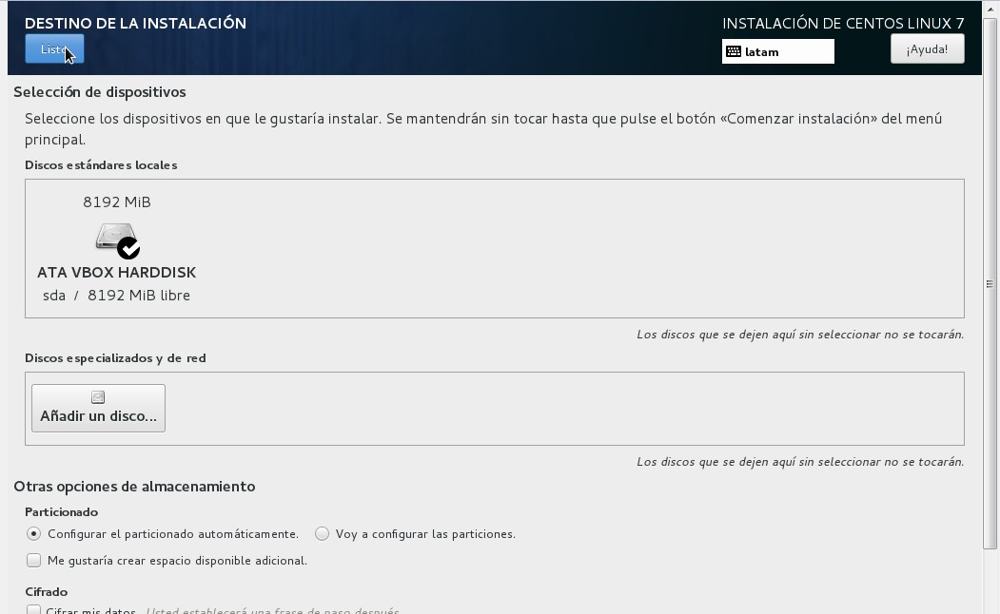 DESTINO DE LA INSTALACIÓN
INSTALACIÓN DE CENTOS LINUX 7
Listo
latam
¡Ayuda!
Selección de dispositivos
Seleccione los dispositivos en que le gustaría instalar. Se mantendrán sin tocar hasta que pulse el botón «Comenzar instalación» del menú
principal.
Discos estándares locales
8192 MiB
ATA VBOX HARDDISK
sda / 8192 MiB libre
Los discos que se dejen aquí sin seleccionar no se tocarán.
Discos especializados y de red
Añadir un disco...
Los discos que se dejen aquí sin seleccionar no se tocarán.
Otras opciones de almacenamiento
Particionado
Configurar el particionado automáticamente. Voy a configurar las particiones.
Me gustaría crear espacio disponible adicional.
Cifrado
Cifrar mis datos. Usted establecerá una frase de paso después.